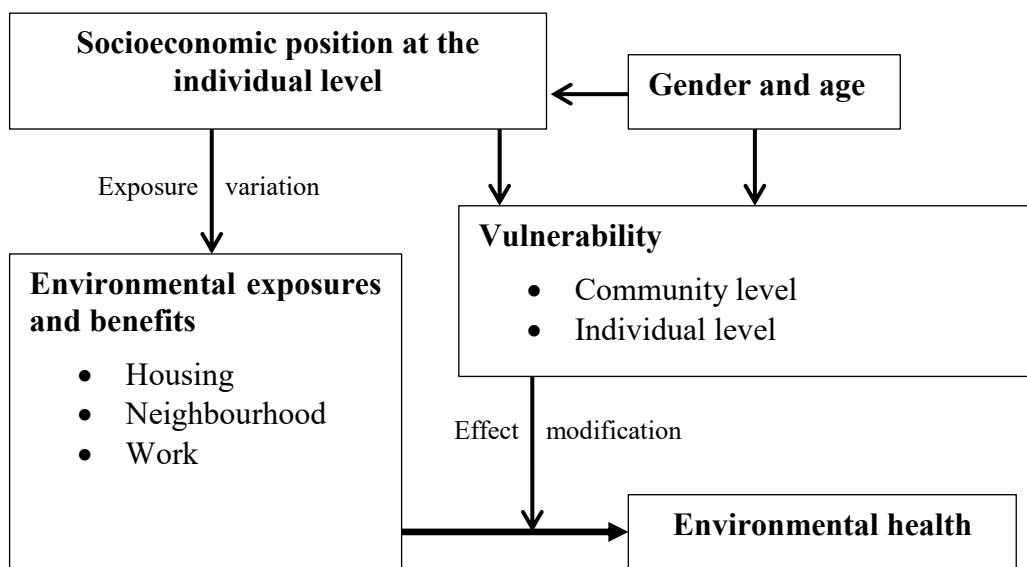 Socioeconomic position at the
individual level
Gender and age
Exposure variation
Vulnerability
• Community level
• Individual level
Environmental exposures
and benefits
• Housing
• Neighbourhood
• Work
Effect modification
Environmental health